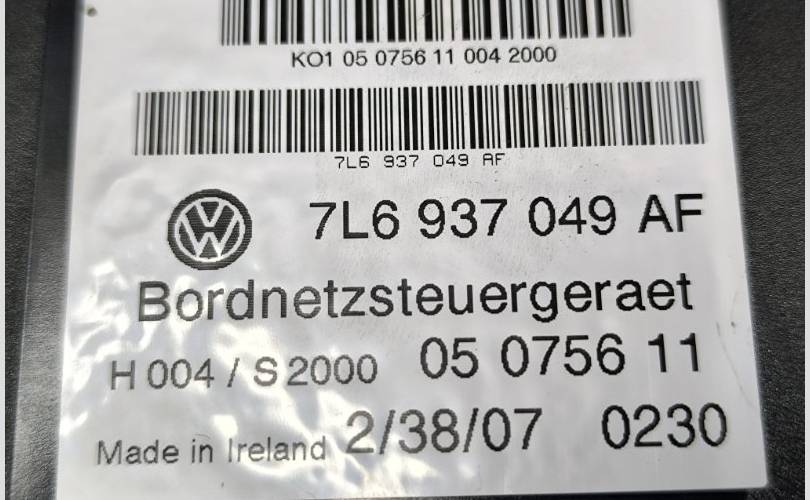 KO1 05 0756 11 004 2000
7L6 937 049 AF
7L6 937 049 AF
Bordnetzsteuergeraet
H 004 / S 2000 05 0756 11
Made in Ireland 2/38/07 0230